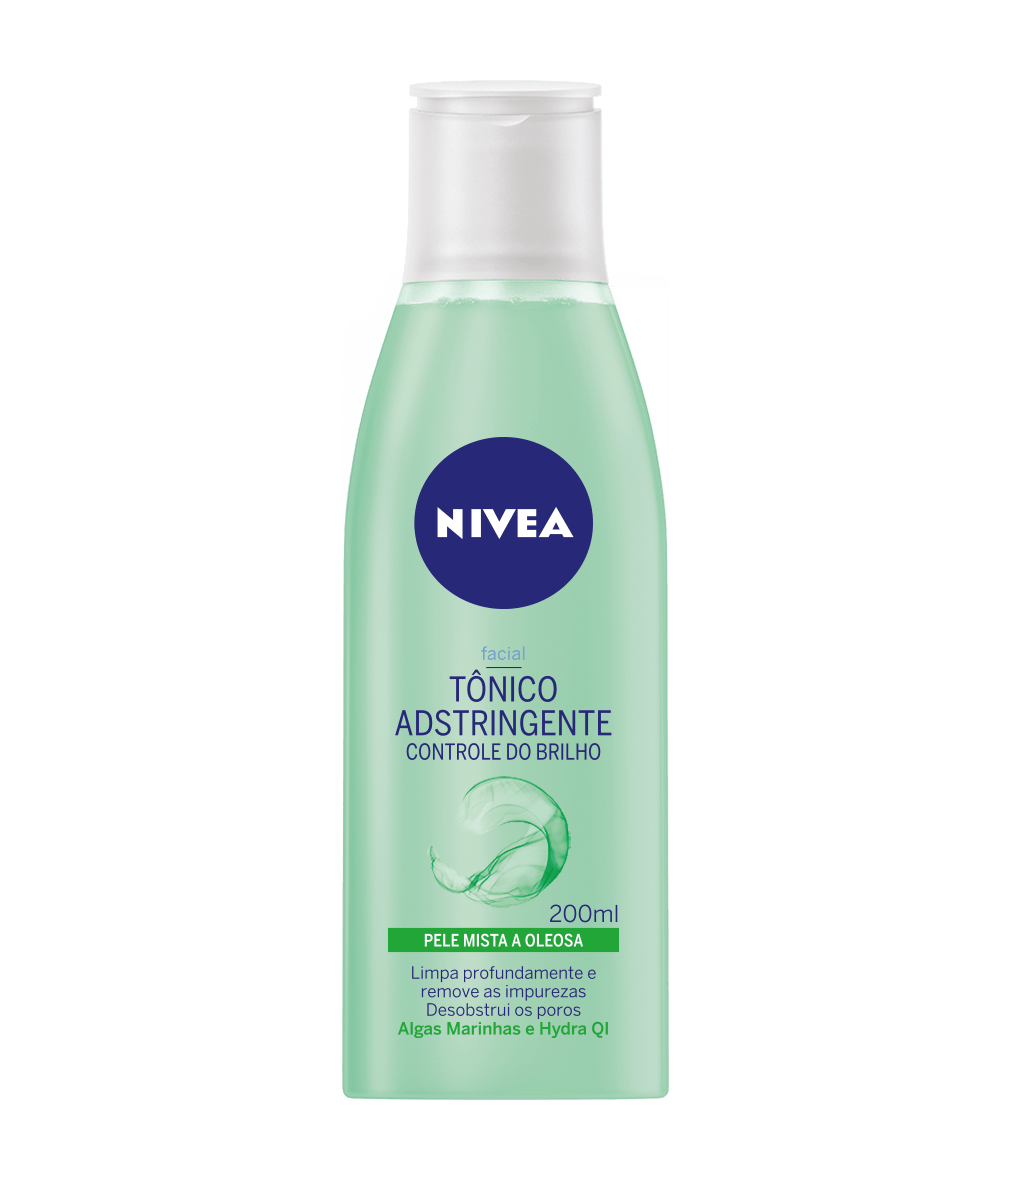 NIVEA
facial
TÔNICO
ADSTRINGENTE
CONTROLE DO BRILHO
200ml
PELE MISTA A OLEOSA
Limpa profundamente e
remove as impurezas
Desobstrui os poros
Algas Marinhas e Hydra QI